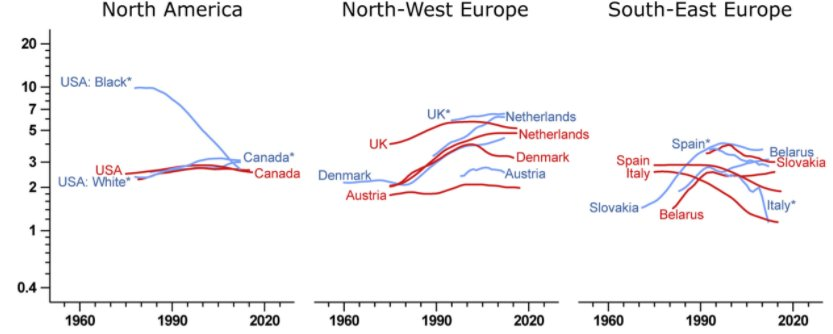 North America
North-West Europe
South-East Europe
20
10
7
5
3
2
1
0.4
USA: Black*
USA
USA: White*
Canada*
Canada
UK*
UK
Netherlands
Netherlands
Denmark
Denmark
Austria
Austria
Spain*
Belarus
Spain
Slovakia
Italy
Slovakia
Belarus
Italy*
1960 1990 2020
1960 1990 2020
1960 1990 2020